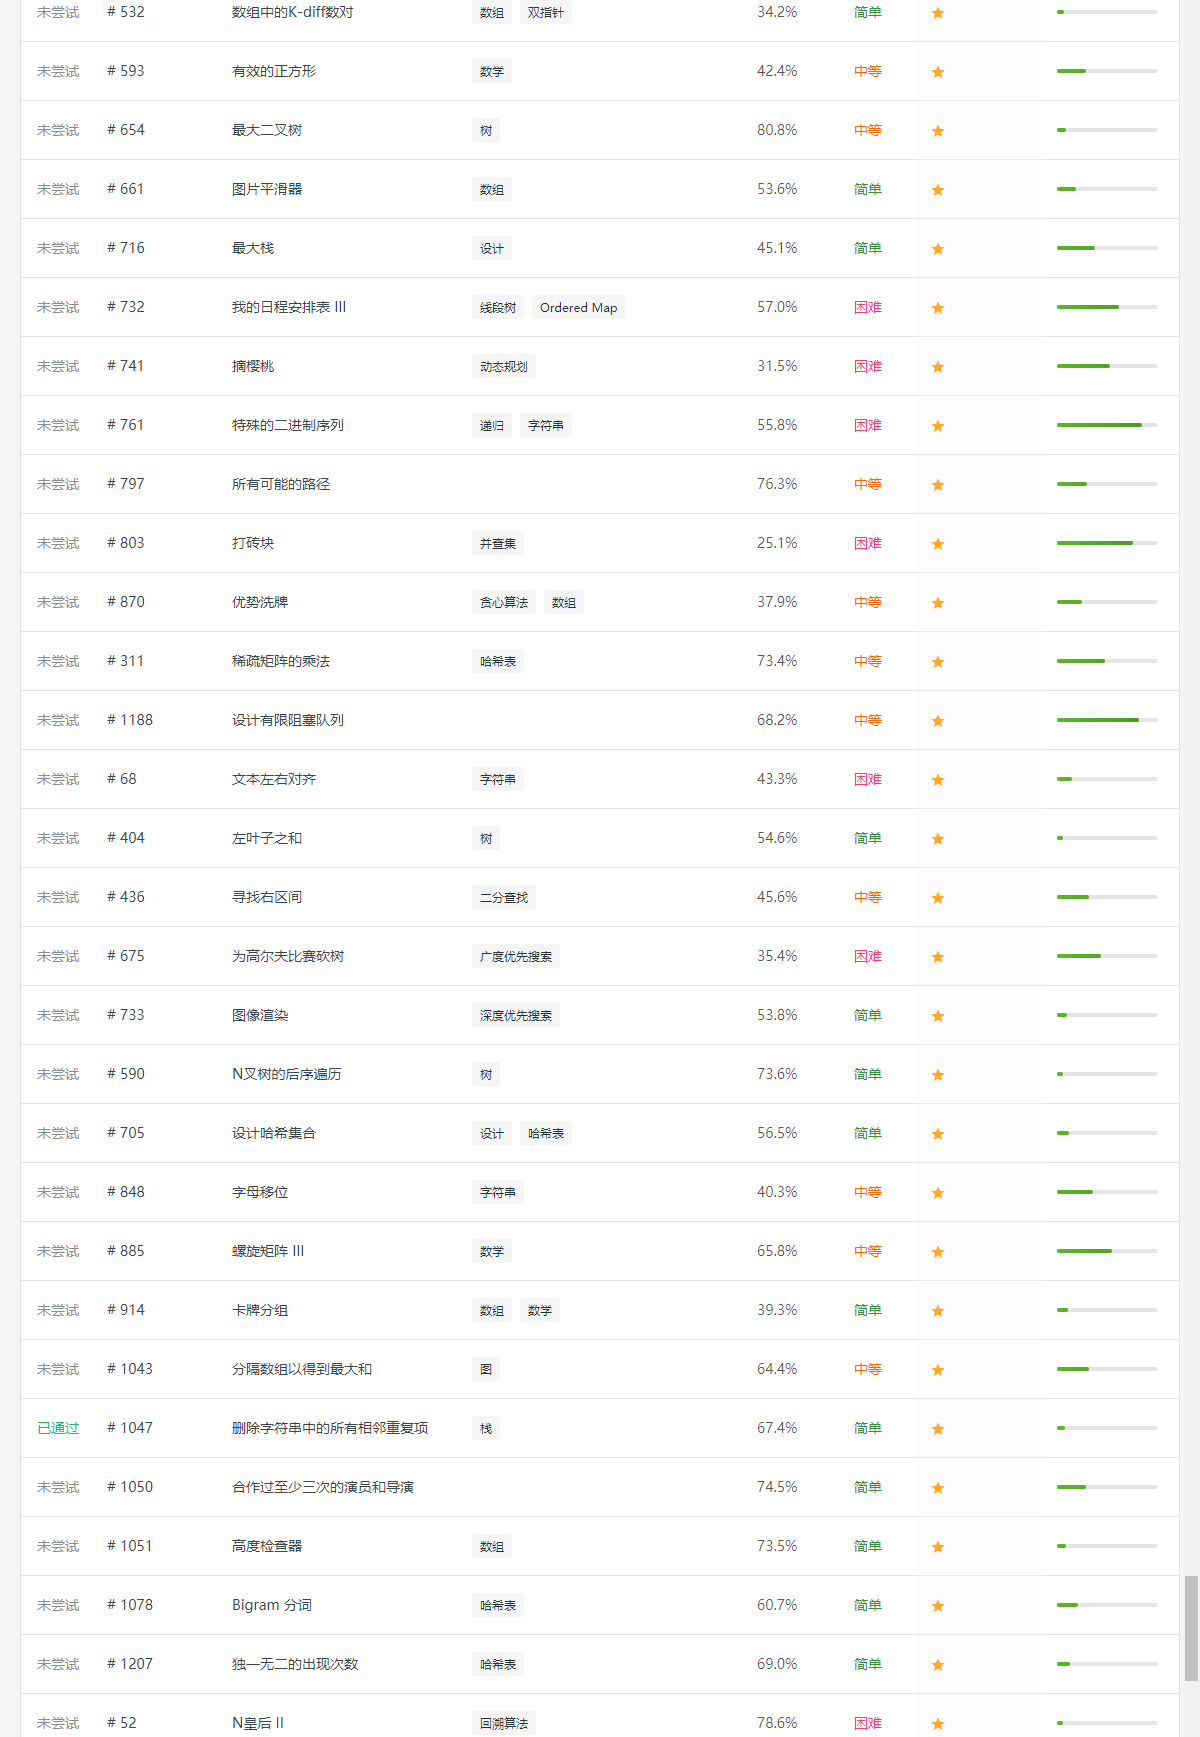 未尝试 # 532 数组中的K-diff数对 数组 双指针 34.2% 简单
未尝试 # 593 有效的正方形 数学 42.4% 中等
未尝试 # 654 最大二叉树 树 80.8% 中等
未尝试 # 661 图片平滑器 数组 53.6% 简单
未尝试 # 716 最大栈 设计 45.1% 简单
未尝试 # 732 我的日程安排表 III 线段树 Ordered Map 57.0% 困难
未尝试 # 741 摘樱桃 动态规划 31.5% 困难
未尝试 # 761 特殊的二进制序列 递归 字符串 55.8% 困难
未尝试 # 797 所有可能的路径 76.3% 中等
未尝试 # 803 打砖块 并查集 25.1% 困难
未尝试 # 870 优势洗牌 贪心算法 数组 37.9% 中等
未尝试 # 311 稀疏矩阵的乘法 哈希表 73.4% 中等
未尝试 # 1188 设计有限阻塞队列 68.2% 中等
未尝试 # 68 文本左右对齐 字符串 43.3% 困难
未尝试 # 404 左叶子之和 树 54.6% 简单
未尝试 # 436 寻找右区间 二分查找 45.6% 中等
未尝试 # 675 为高尔夫比赛砍树 广度优先搜索 35.4% 困难
未尝试 # 733 图像渲染 深度优先搜索 53.8% 简单
未尝试 # 590 N叉树的后序遍历 树 73.6% 简单
未尝试 # 705 设计哈希集合 设计 哈希表 56.5% 简单
未尝试 # 848 字母移位 字符串 40.3% 中等
未尝试 # 885 螺旋矩阵 III 数学 65.8% 中等
未尝试 # 914 卡牌分组 数组 数学 39.3% 简单
未尝试 # 1043 分隔数组以得到最大和 图 64.4% 中等
已通过 # 1047 删除字符串中的所有相邻重复项 栈 67.4% 简单
未尝试 # 1050 合作过至少三次的演员和导演 74.5% 简单
未尝试 # 1051 高度检查器 数组 73.5% 简单
未尝试 # 1078 Bigram 分词 哈希表 60.7% 简单
未尝试 # 1207 独一无二的出现次数 哈希表 69.0% 简单
未尝试 # 52 N皇后 II 回溯算法 78.6% 困难